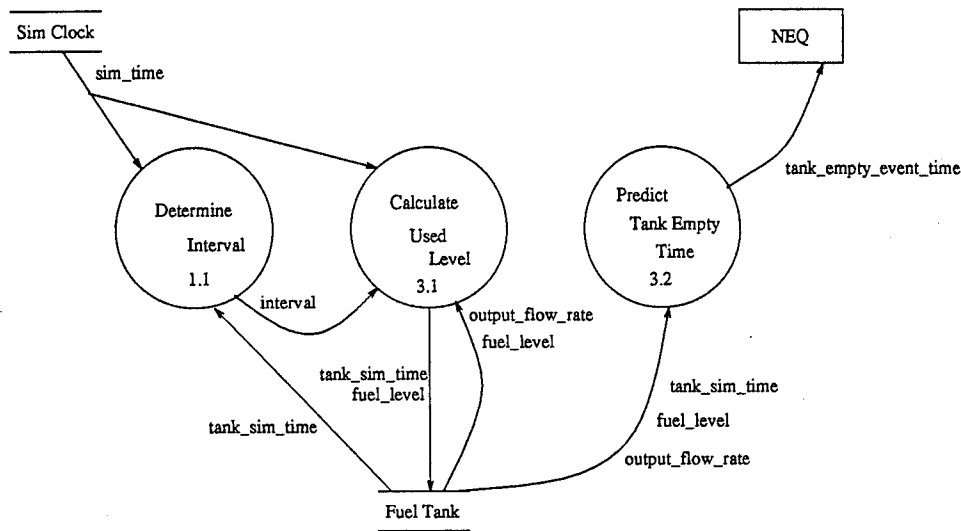 Sim Clock
NEQ
sim_time
tank_empty_event_time
Determine
Interval
1.1
Calculate
Used
Level
3.1
Predict
Tank Empty
Time
3.2
interval
output_flow_rate
fuel_level
tank_sim_time
fuel_level
tank_sim_time
fuel_level
output_flow_rate
tank_sim_time
Fuel Tank